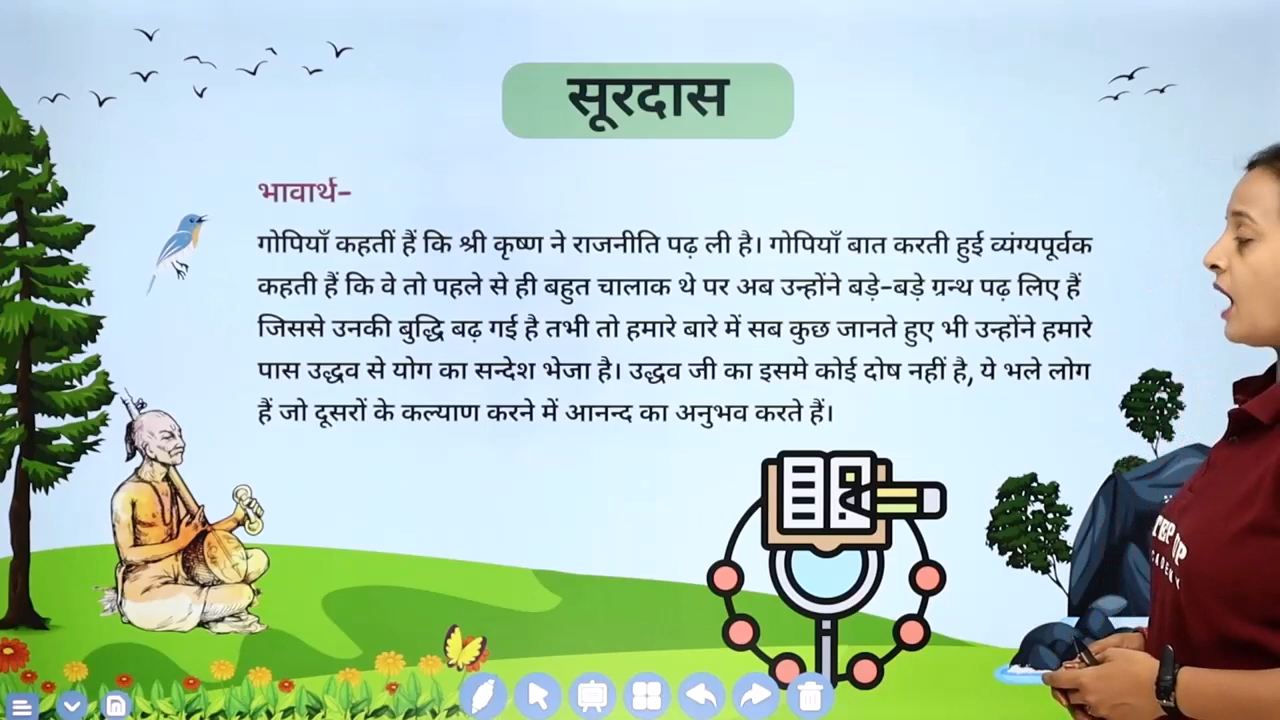 सूरदास
भावार्थ-
गोपियाँ कहतीं हैं कि श्री कृष्ण ने राजनीति पढ़ ली है। गोपियाँ बात करती हुई व्यंग्यपूर्वक
कहती हैं कि वे तो पहले से ही बहुत चालाक थे पर अब उन्होंने बड़े-बड़े ग्रन्थ पढ़ लिए हैं
जिससे उनकी बुद्धि बढ़ गई है तभी तो हमारे बारे में सब कुछ जानते हुए भी उन्होंने हमारे
पास उद्धव से योग का सन्देश भेजा है। उद्धव जी का इसमे कोई दोष नहीं है, ये भले लोग
हैं जो दूसरों के कल्याण करने में आनन्द का अनुभव करते हैं।